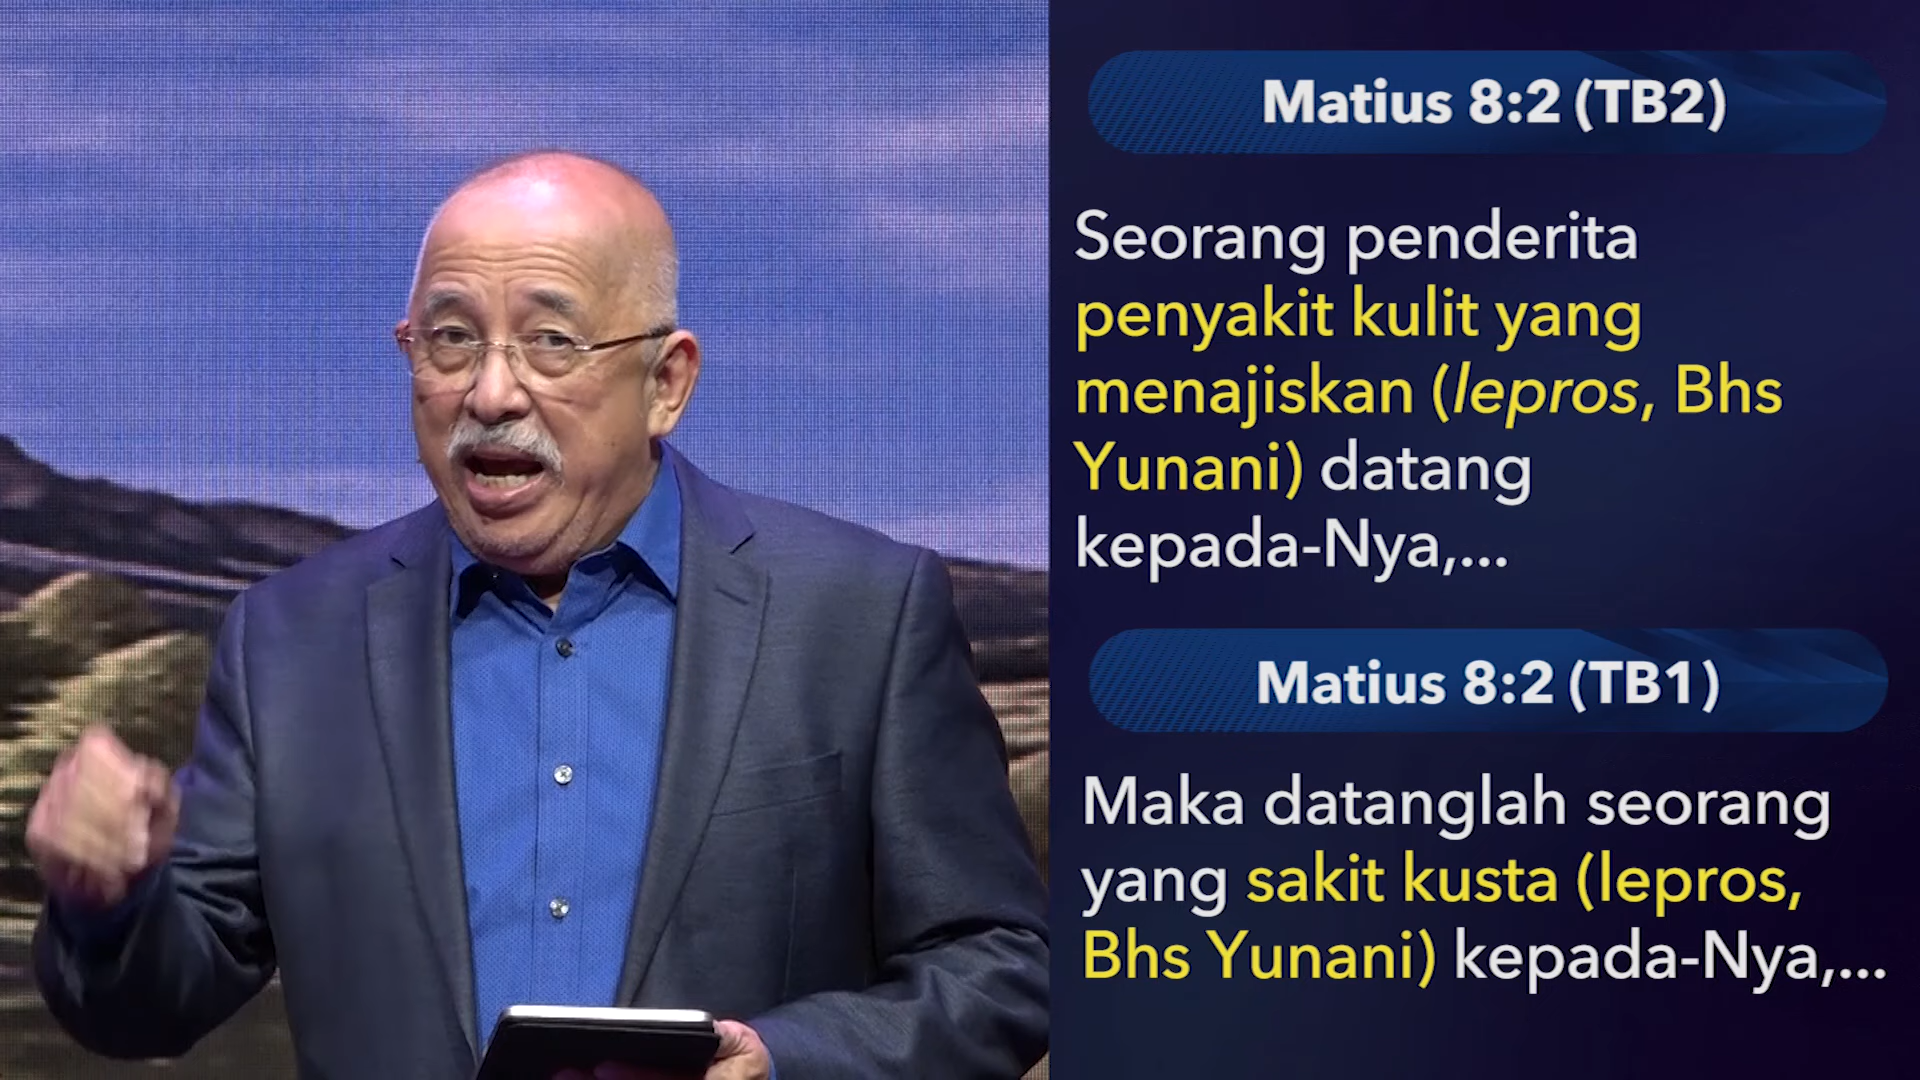 Matius 8:2 (TB2)
Seorang penderita
penyakit kulit yang
menajiskan (lepros, Bhs
Yunani) datang
kepada-Nya,...
Matius 8:2 (TB1)
Maka datanglah seorang
yang sakit kusta (lepros,
Bhs Yunani) kepada-Nya,...